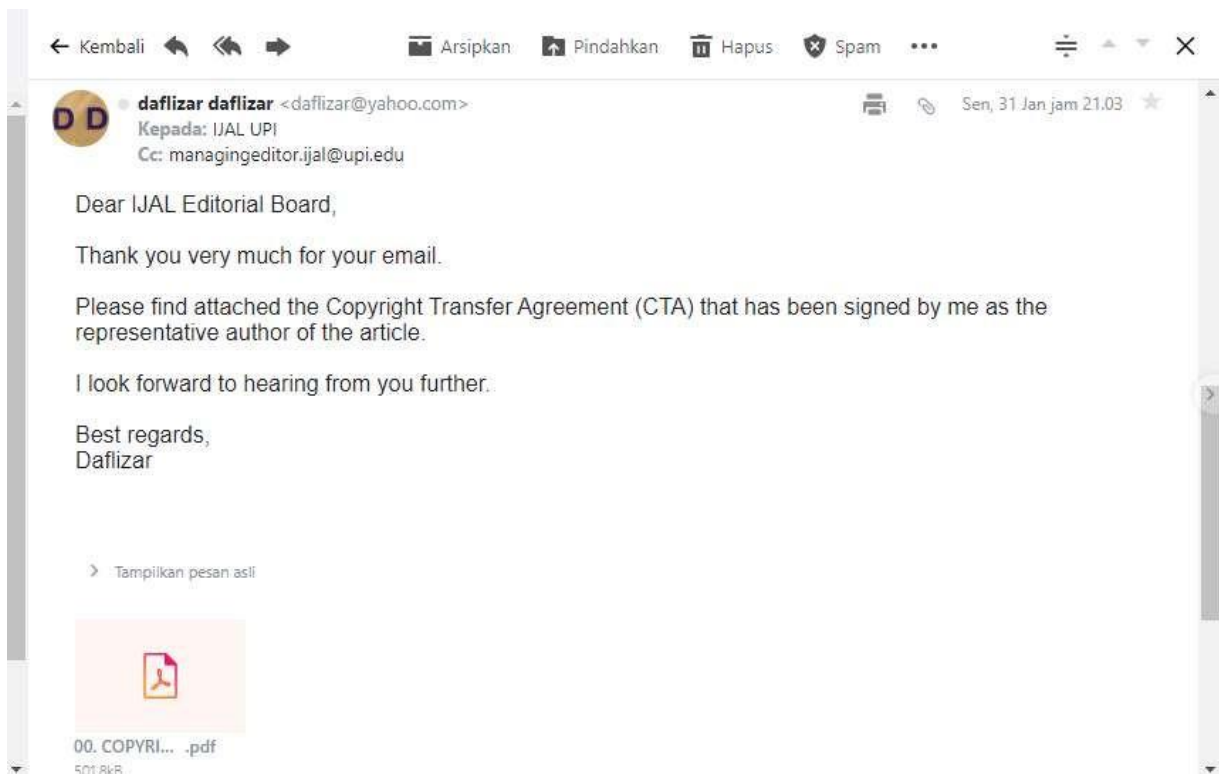 Kembali Arsipkan Pindahkan Hapus Spam
D D daflizar daflizar <daflizar@yahoo.com> Sen, 31 Jan jam 21.03
Kepada: IJAL UPI
Cc: managingeditor.ijal@upi.edu
Dear IJAL Editorial Board,
Thank you very much for your email.
Please find attached the Copyright Transfer Agreement (CTA) that has been signed by me as the
representative author of the article.
I look forward to hearing from you further.
Best regards,
Daflizar
Tampilkan pesan asli
00. COPYRI... .pdf
501.8kB